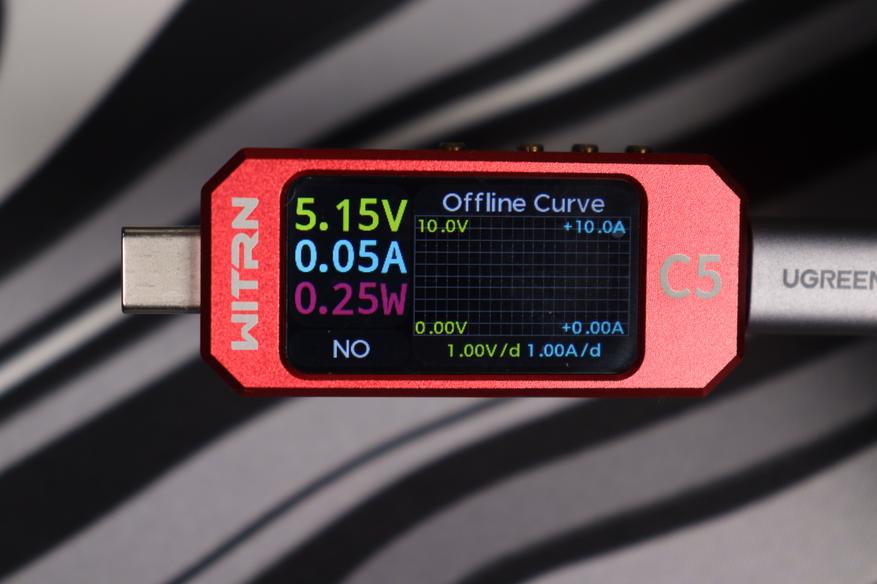 WITRN
5.15V
0.05A
0.25W
NO
Offline Curve
10.0V +10.0A
0.00V +0.00A
1.00V/d 1.00A/d
C5
UGREEN